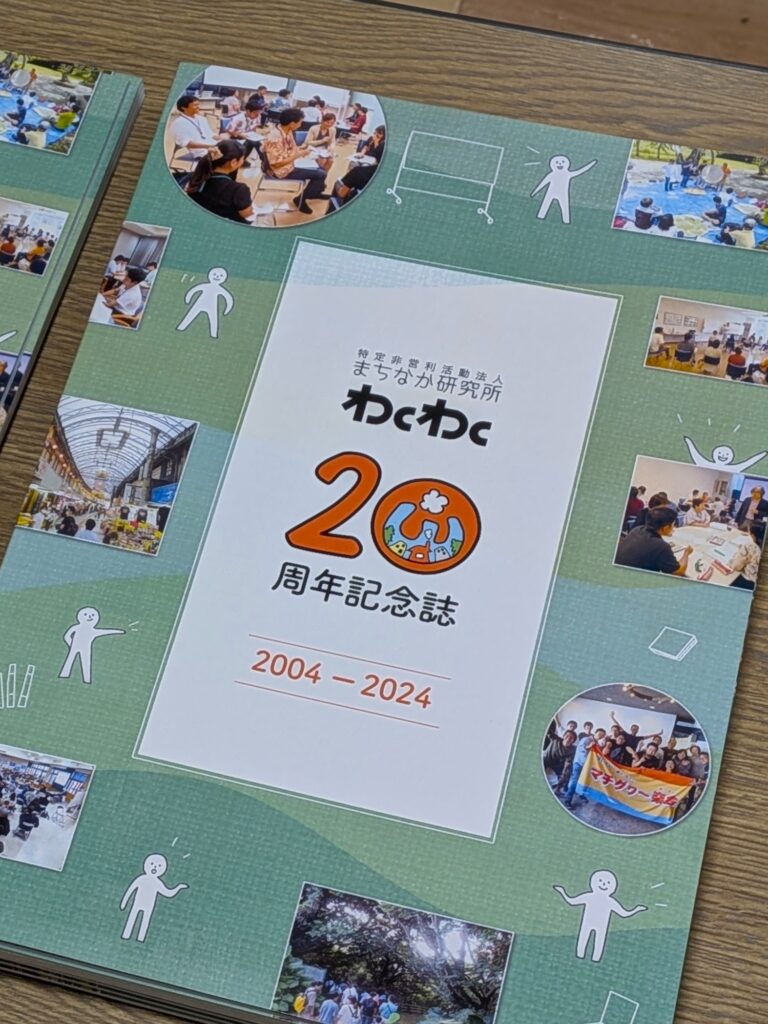 特定非営利活動法人
まちなか研究所
わくわく
20
周年記念誌
2004 — 2024